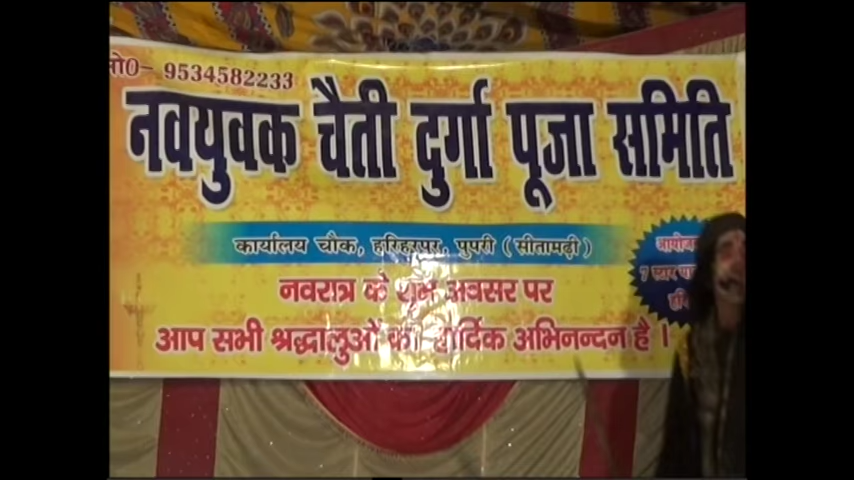 मो0- 9534582233
नवयुवक चैती दुर्गा पूजा समिति
कार्यालय चौक, हरिहरपुर, पुपरी ( सीतामढ़ी )
नवरात्र के शुभ अवसर पर
आप सभी श्रद्धालुओं का हार्दिक अभिनन्दन है ।
7 स्टार